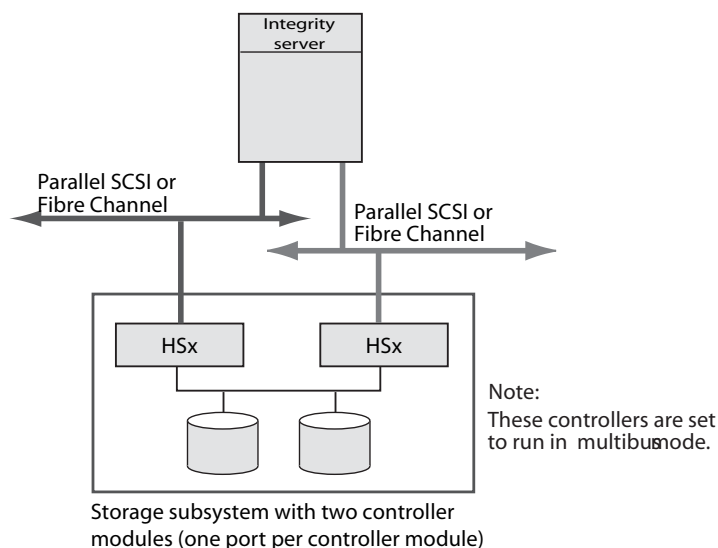 Integrity
server
Parallel SCSI or
Fibre Channel
Parallel SCSI or
Fibre Channel
HSx
HSx
Note:
These controllers are set
to run in multibusmode.
Storage subsystem with two controller
modules (one port per controller module)